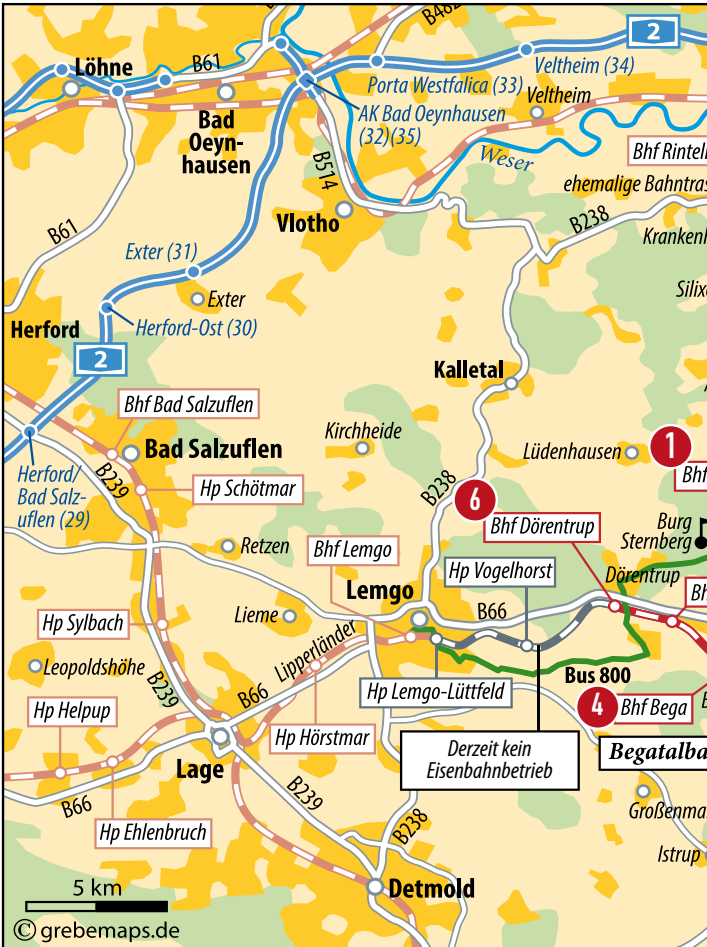 B482
2
B61
Löhne
Porta Westfalica (33)
Veltheim (34)
Veltheim
Bad
Oeyn-
hausen
AK Bad Oeynhausen
(32)(35)
Weser
Bhf Rinteln
B514
ehemalige Bahntras
B238
Vlotho
B61
Krankenh
Exter (31)
Exter
Silix
Herford
Herford-Ost (30)
2
Kalletal
Bhf Bad Salzuflen
Kirchheide
Bad Salzuflen
Lüdenhausen
1
Bhf
B239
Herford/
Bad Salz-
uflen (29)
Hp Schötmar
B238
6
Bhf Dörentrup
Burg
Sternberg
Retzen
Bhf Lemgo
Hp Vogelhorst
Dörentrup
Lemgo
Bh
B66
Lieme
Hp Sylbach
Lipperländer
Leopoldshöhe
B239
B66
Hp Lemgo-Lüttfeld
Bus 800
4
Bhf Bega
B
Hp Helpup
Hp Hörstmar
Derzeit kein
Eisenbahnbetrieb
Begatalba
Lage
B66
B239
Großenma
Hp Ehlenbruch
B238
Istrup
Detmold
5 km
© grebemaps.de